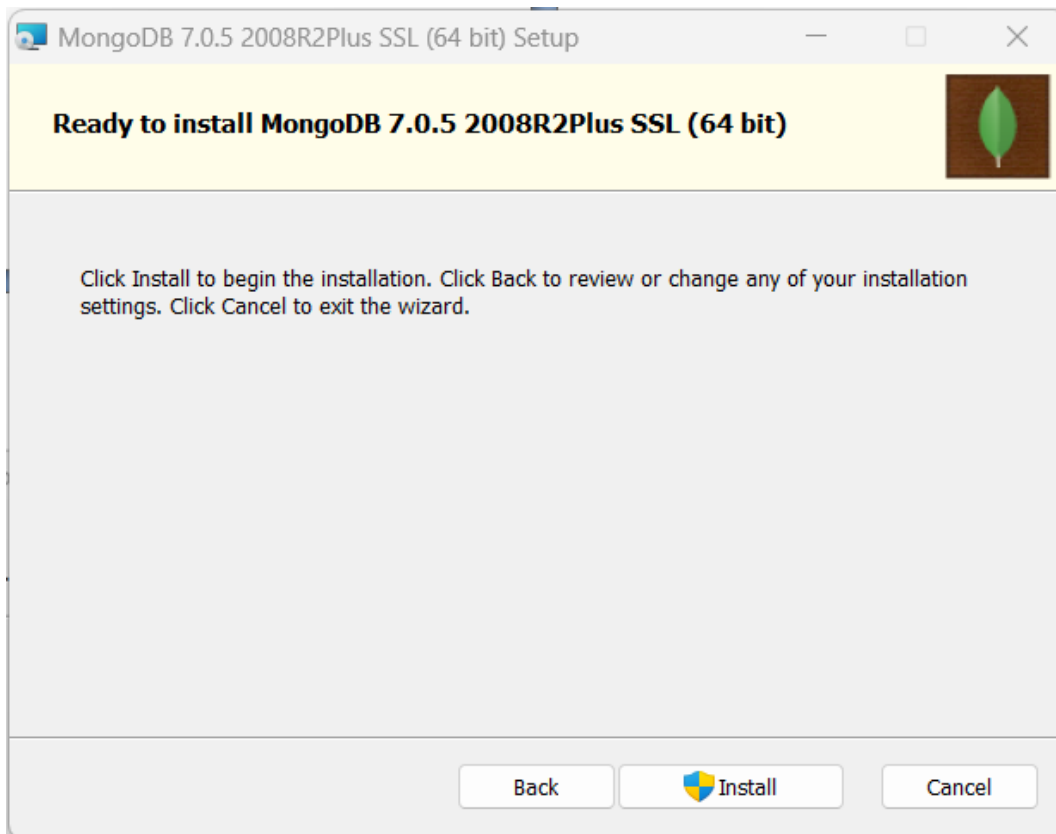 MongoDB 7.0.5 2008R2Plus SSL (64 bit) Setup
Ready to install MongoDB 7.0.5 2008R2Plus SSL (64 bit)
Click Install to begin the installation. Click Back to review or change any of your installation
settings. Click Cancel to exit the wizard.
Back Install Cancel